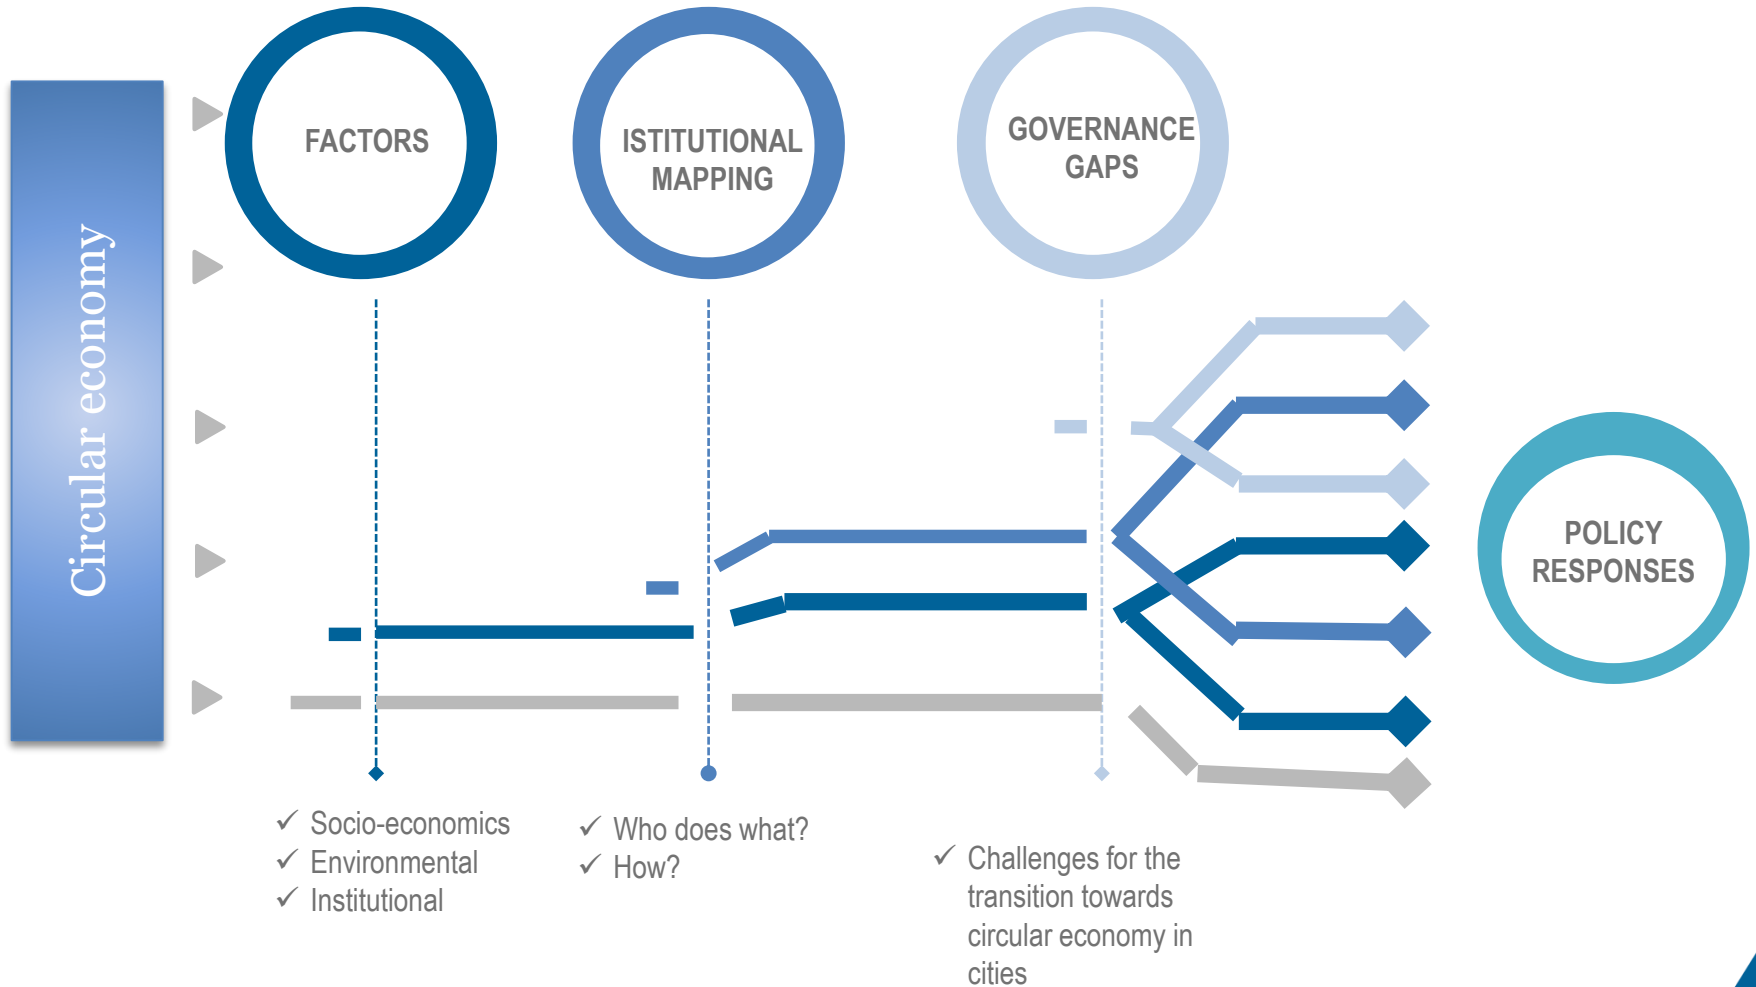 Circular economy
FACTORS
ISTITUTIONAL
MAPPING
GOVERNANCE
GAPS
POLICY
RESPONSES
✓ Socio-economics
✓ Environmental
✓ Institutional
✓ Who does what?
✓ How?
✓ Challenges for the
transition towards
circular economy in
cities